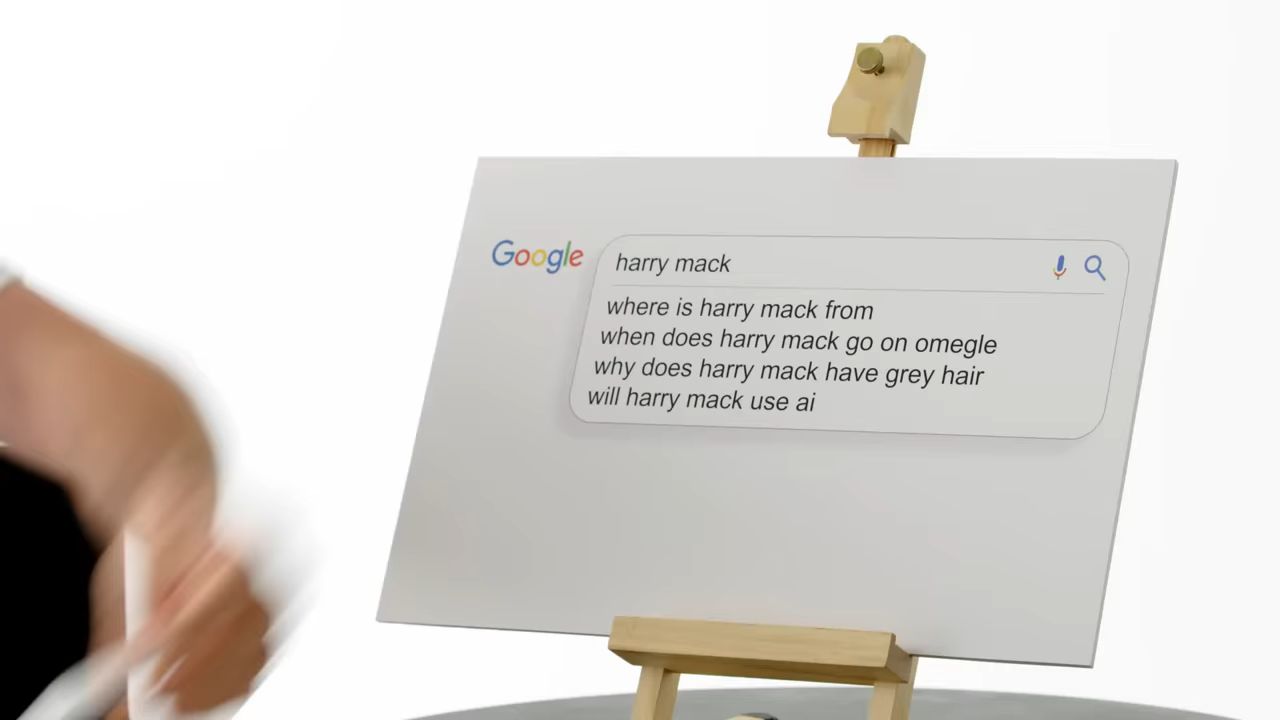 Google
harry mack
where is harry mack from
when does harry mack go on omegle
why does harry mack have grey hair
will harry mack use ai